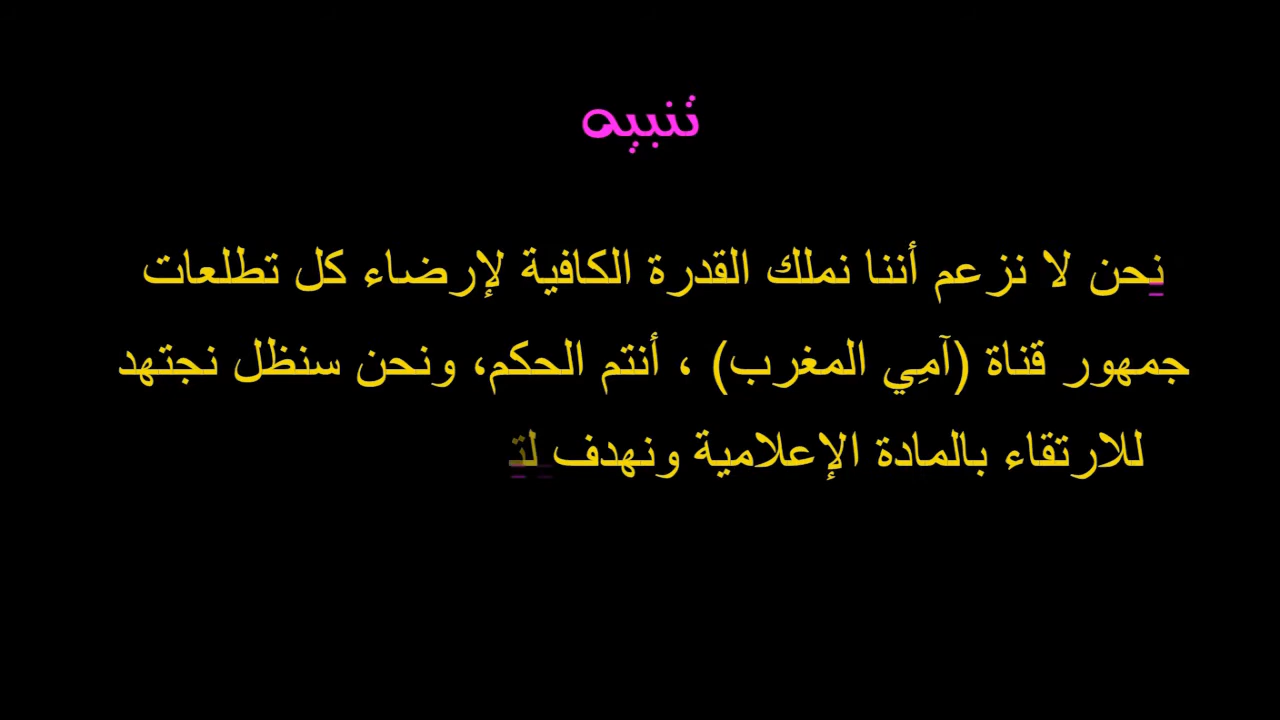 تنبيه
نحن لا نزعم أننا نملك القدرة الكافية لإرضاء كل تطلعات
جمهور قناة (آمِي المغرب) ، أنتم الحكم، ونحن سنظل نجتهد
للارتقاء بالمادة الإعلامية ونهدف لت